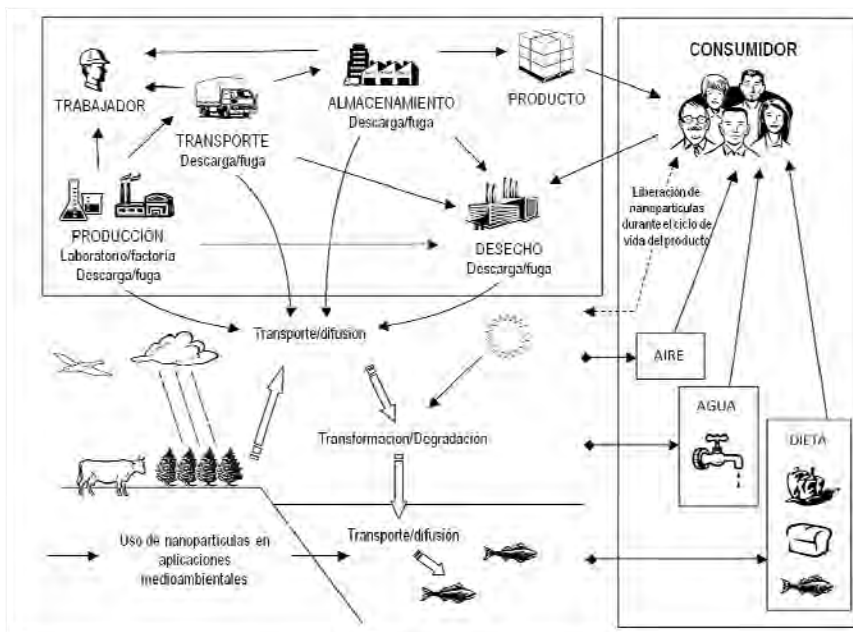 TRABAJADOR
TRANSPORTE
Descarga/fuga
ALMACENAMIENTO
Descarga/fuga
PRODUCTO
PRODUCCIÓN
Laboratorio/factoría
Descarga/fuga
DESECHO
Descarga/fuga
CONSUMIDOR
Liberación de
nanopartículas
durante el ciclo de
vida del producto
Transporte/difusión
Transformacion/Degradación
Transporte/difusión
Uso de nanopartículas en
aplicaciones
medioambientales
AIRE
AGUA
DIETA